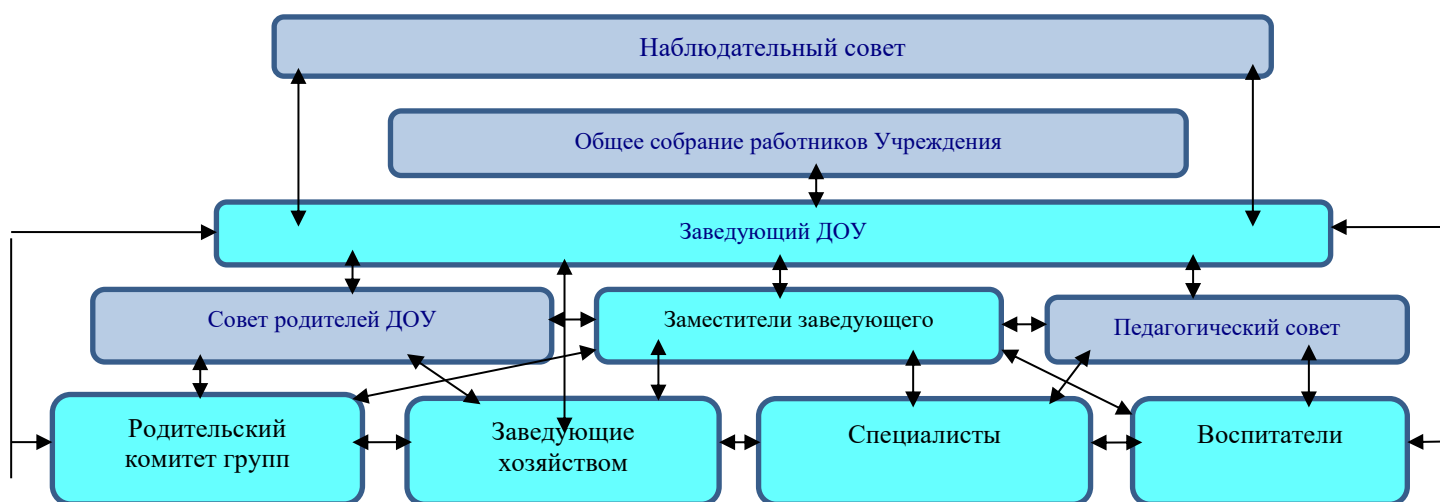 Наблюдательный совет
Общее собрание работников Учреждения
Заведующий ДОУ
Совет родителей ДОУ
Заместители заведующего
Педагогический совет
Родительский
комитет групп
Заведующие
хозяйством
Специалисты
Воспитатели